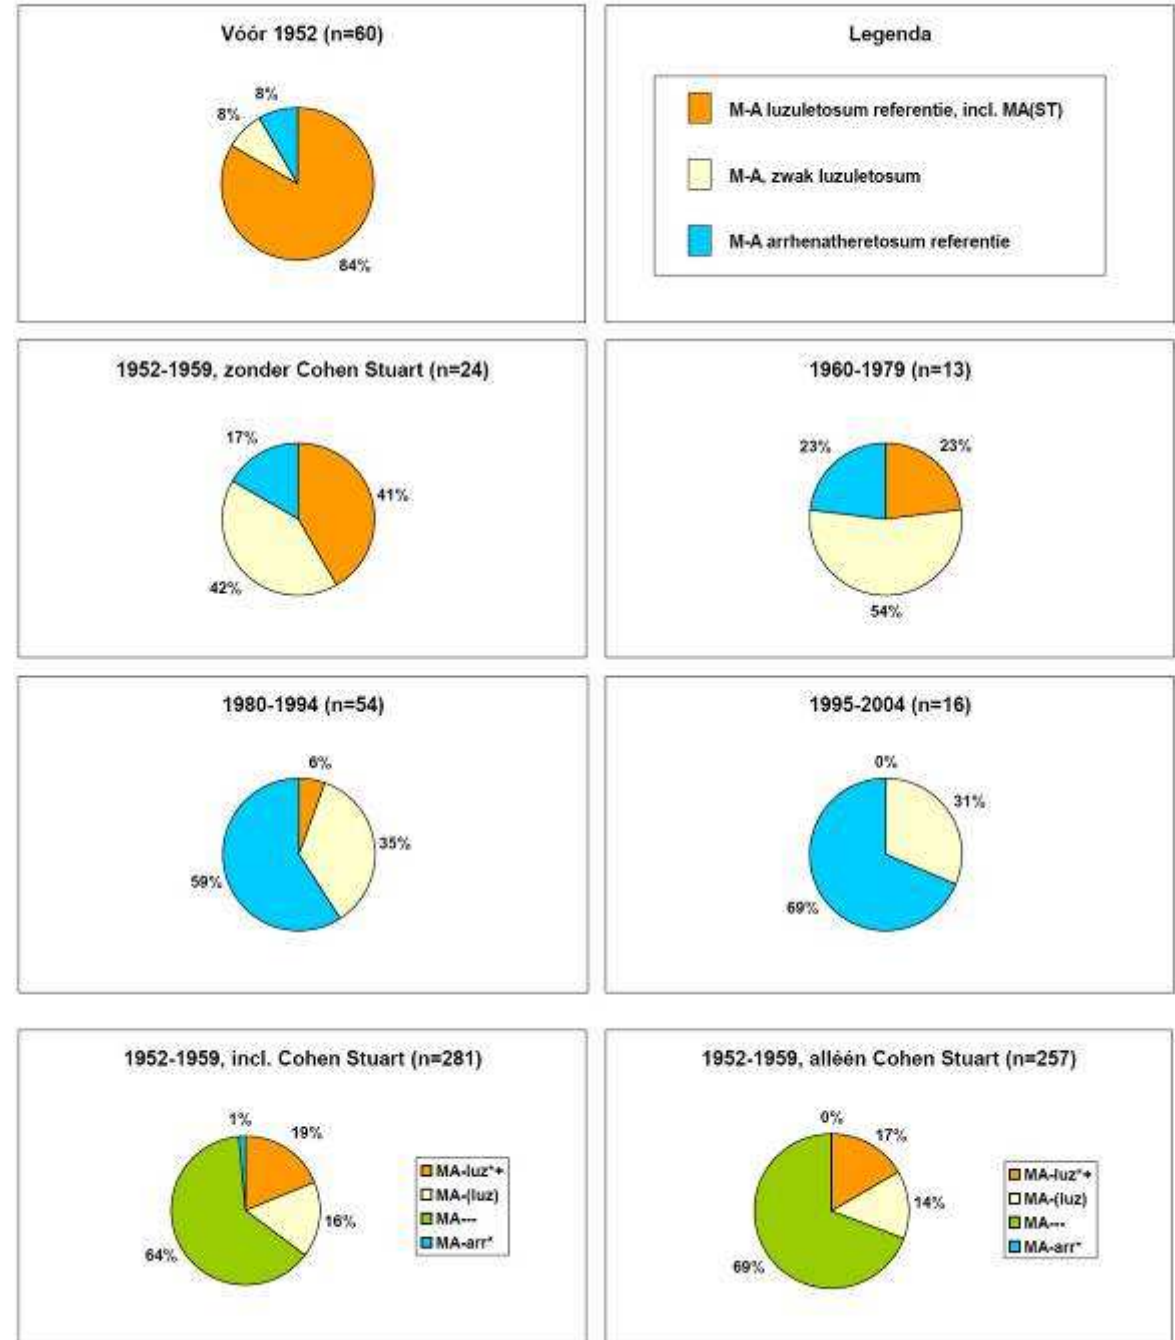 Vóór 1952 (n=60)
8%
8%
84%
Legenda
M-A luzuletosum referentie, incl. MA(ST)
M-A, zwak luzuletosum
M-A arrhenatheretosum referentie
1952-1959, zonder Cohen Stuart (n=24)
17%
41%
42%
1960-1979 (n=13)
23%
23%
54%
1980-1994 (n=54)
6%
35%
59%
1995-2004 (n=16)
0%
31%
69%
1952-1959, incl. Cohen Stuart (n=281)
1%
19%
16%
64%
MA-luz*+
MA-(luz)
MA---
MA-arr*
1952-1959, alléén Cohen Stuart (n=257)
0%
17%
14%
69%
MA-luz*+
MA-(luz)
MA---
MA-arr*